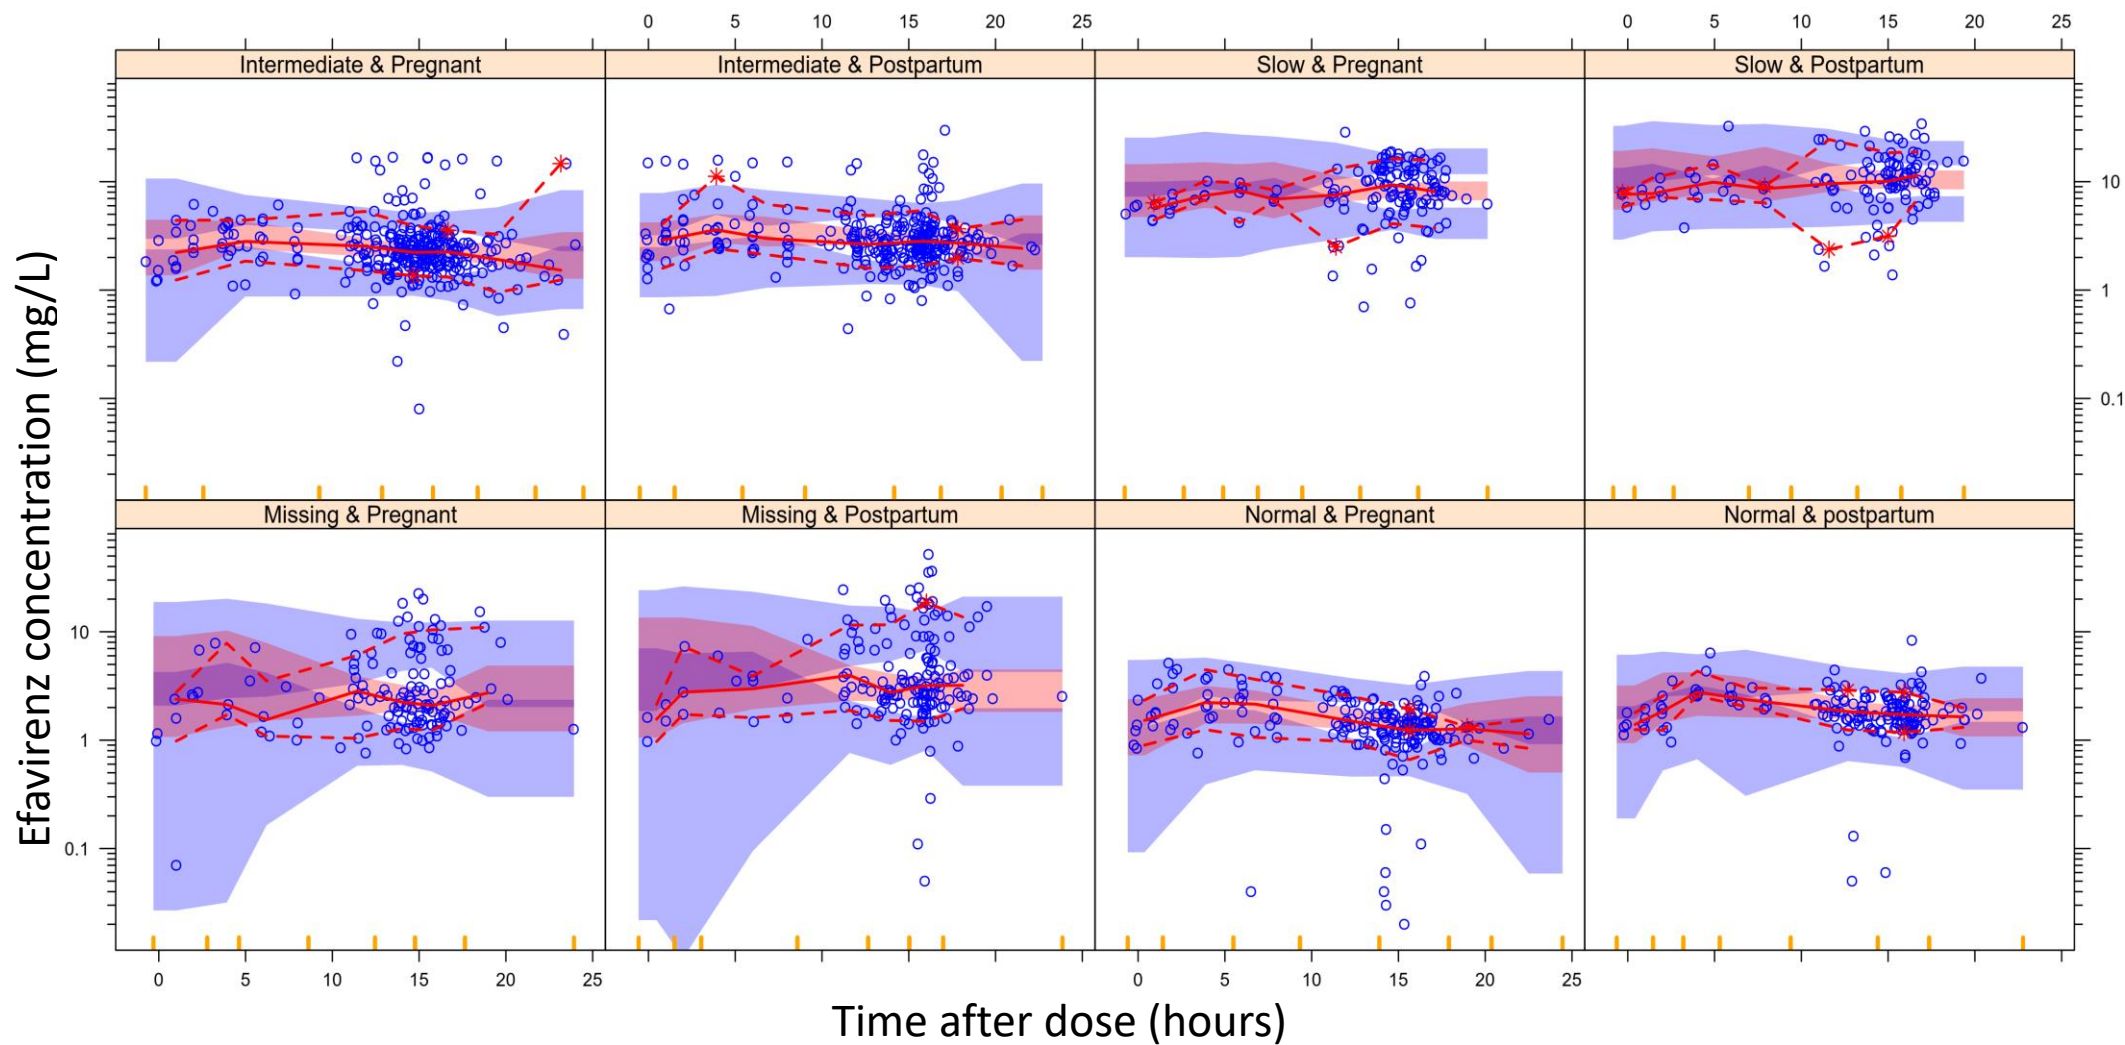 0 5 10 15 20 25 0 5 10 15 20 25
Intermediate & Pregnant Intermediate & Postpartum Slow & Pregnant Slow & Postpartum
10
1
0.1
Efavirenz concentration (mg/L)
Missing & Pregnant Missing & Postpartum Normal & Pregnant Normal & postpartum
10
1
0.1
0 5 10 15 20 25 0 5 10 15 20 25
Time after dose (hours)